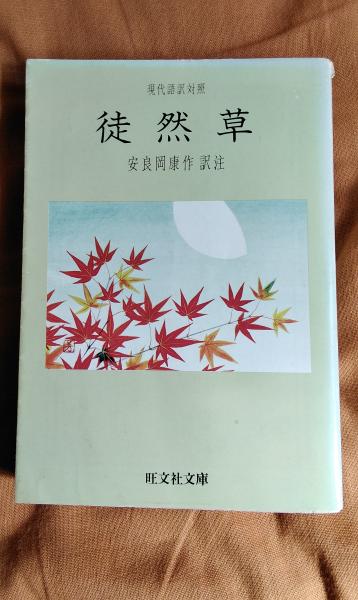 現代語訳対照
徒然草
安良岡康作 訳注
旺文社文庫